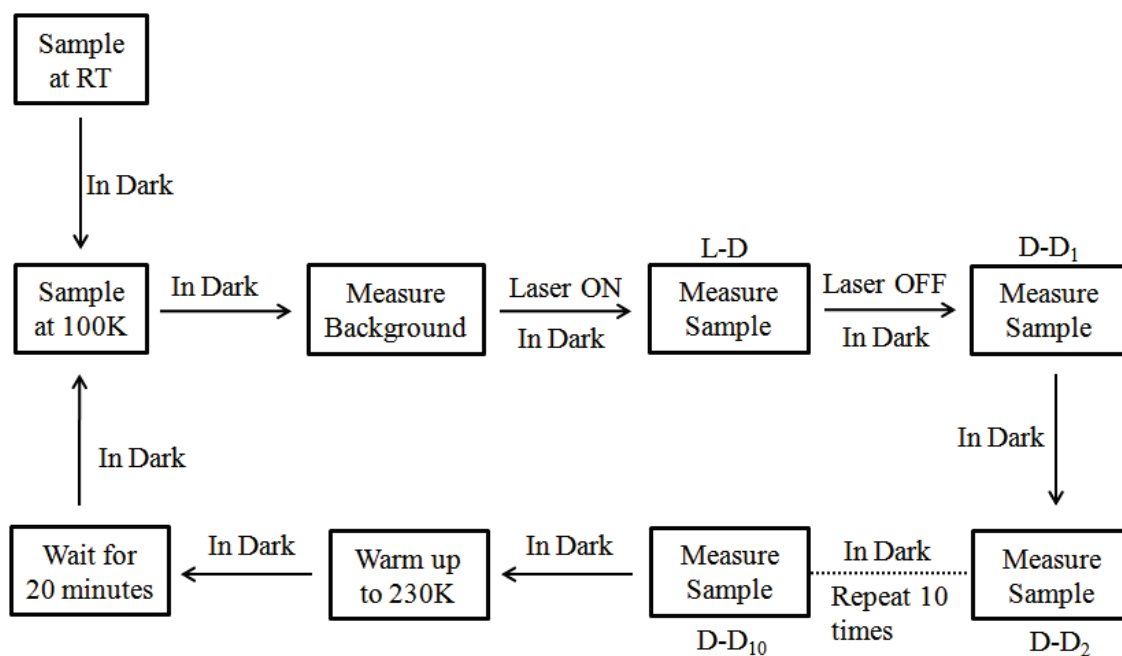 Sample
at RT
In Dark
Sample
at 100K
In Dark
Measure
Background
Laser ON
In Dark
L-D
Measure
Sample
Laser OFF
In Dark
D-D₁
Measure
Sample
In Dark
In Dark
Wait for
20 minutes
In Dark
Warm up
to 230K
In Dark
Measure
Sample
D-D₁₀
In Dark
Repeat 10
times
Measure
Sample
D-D₂